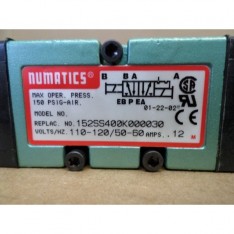 NUMATICS®
B BA A
MAX OPER. PRESS.
150 PSIG-AIR.
EB P EA
01-22-02
MODEL NO.
REPLAC. NO. 152SS400K000030
VOLTS/HZ. 110-120/50-60 AMPS. .12